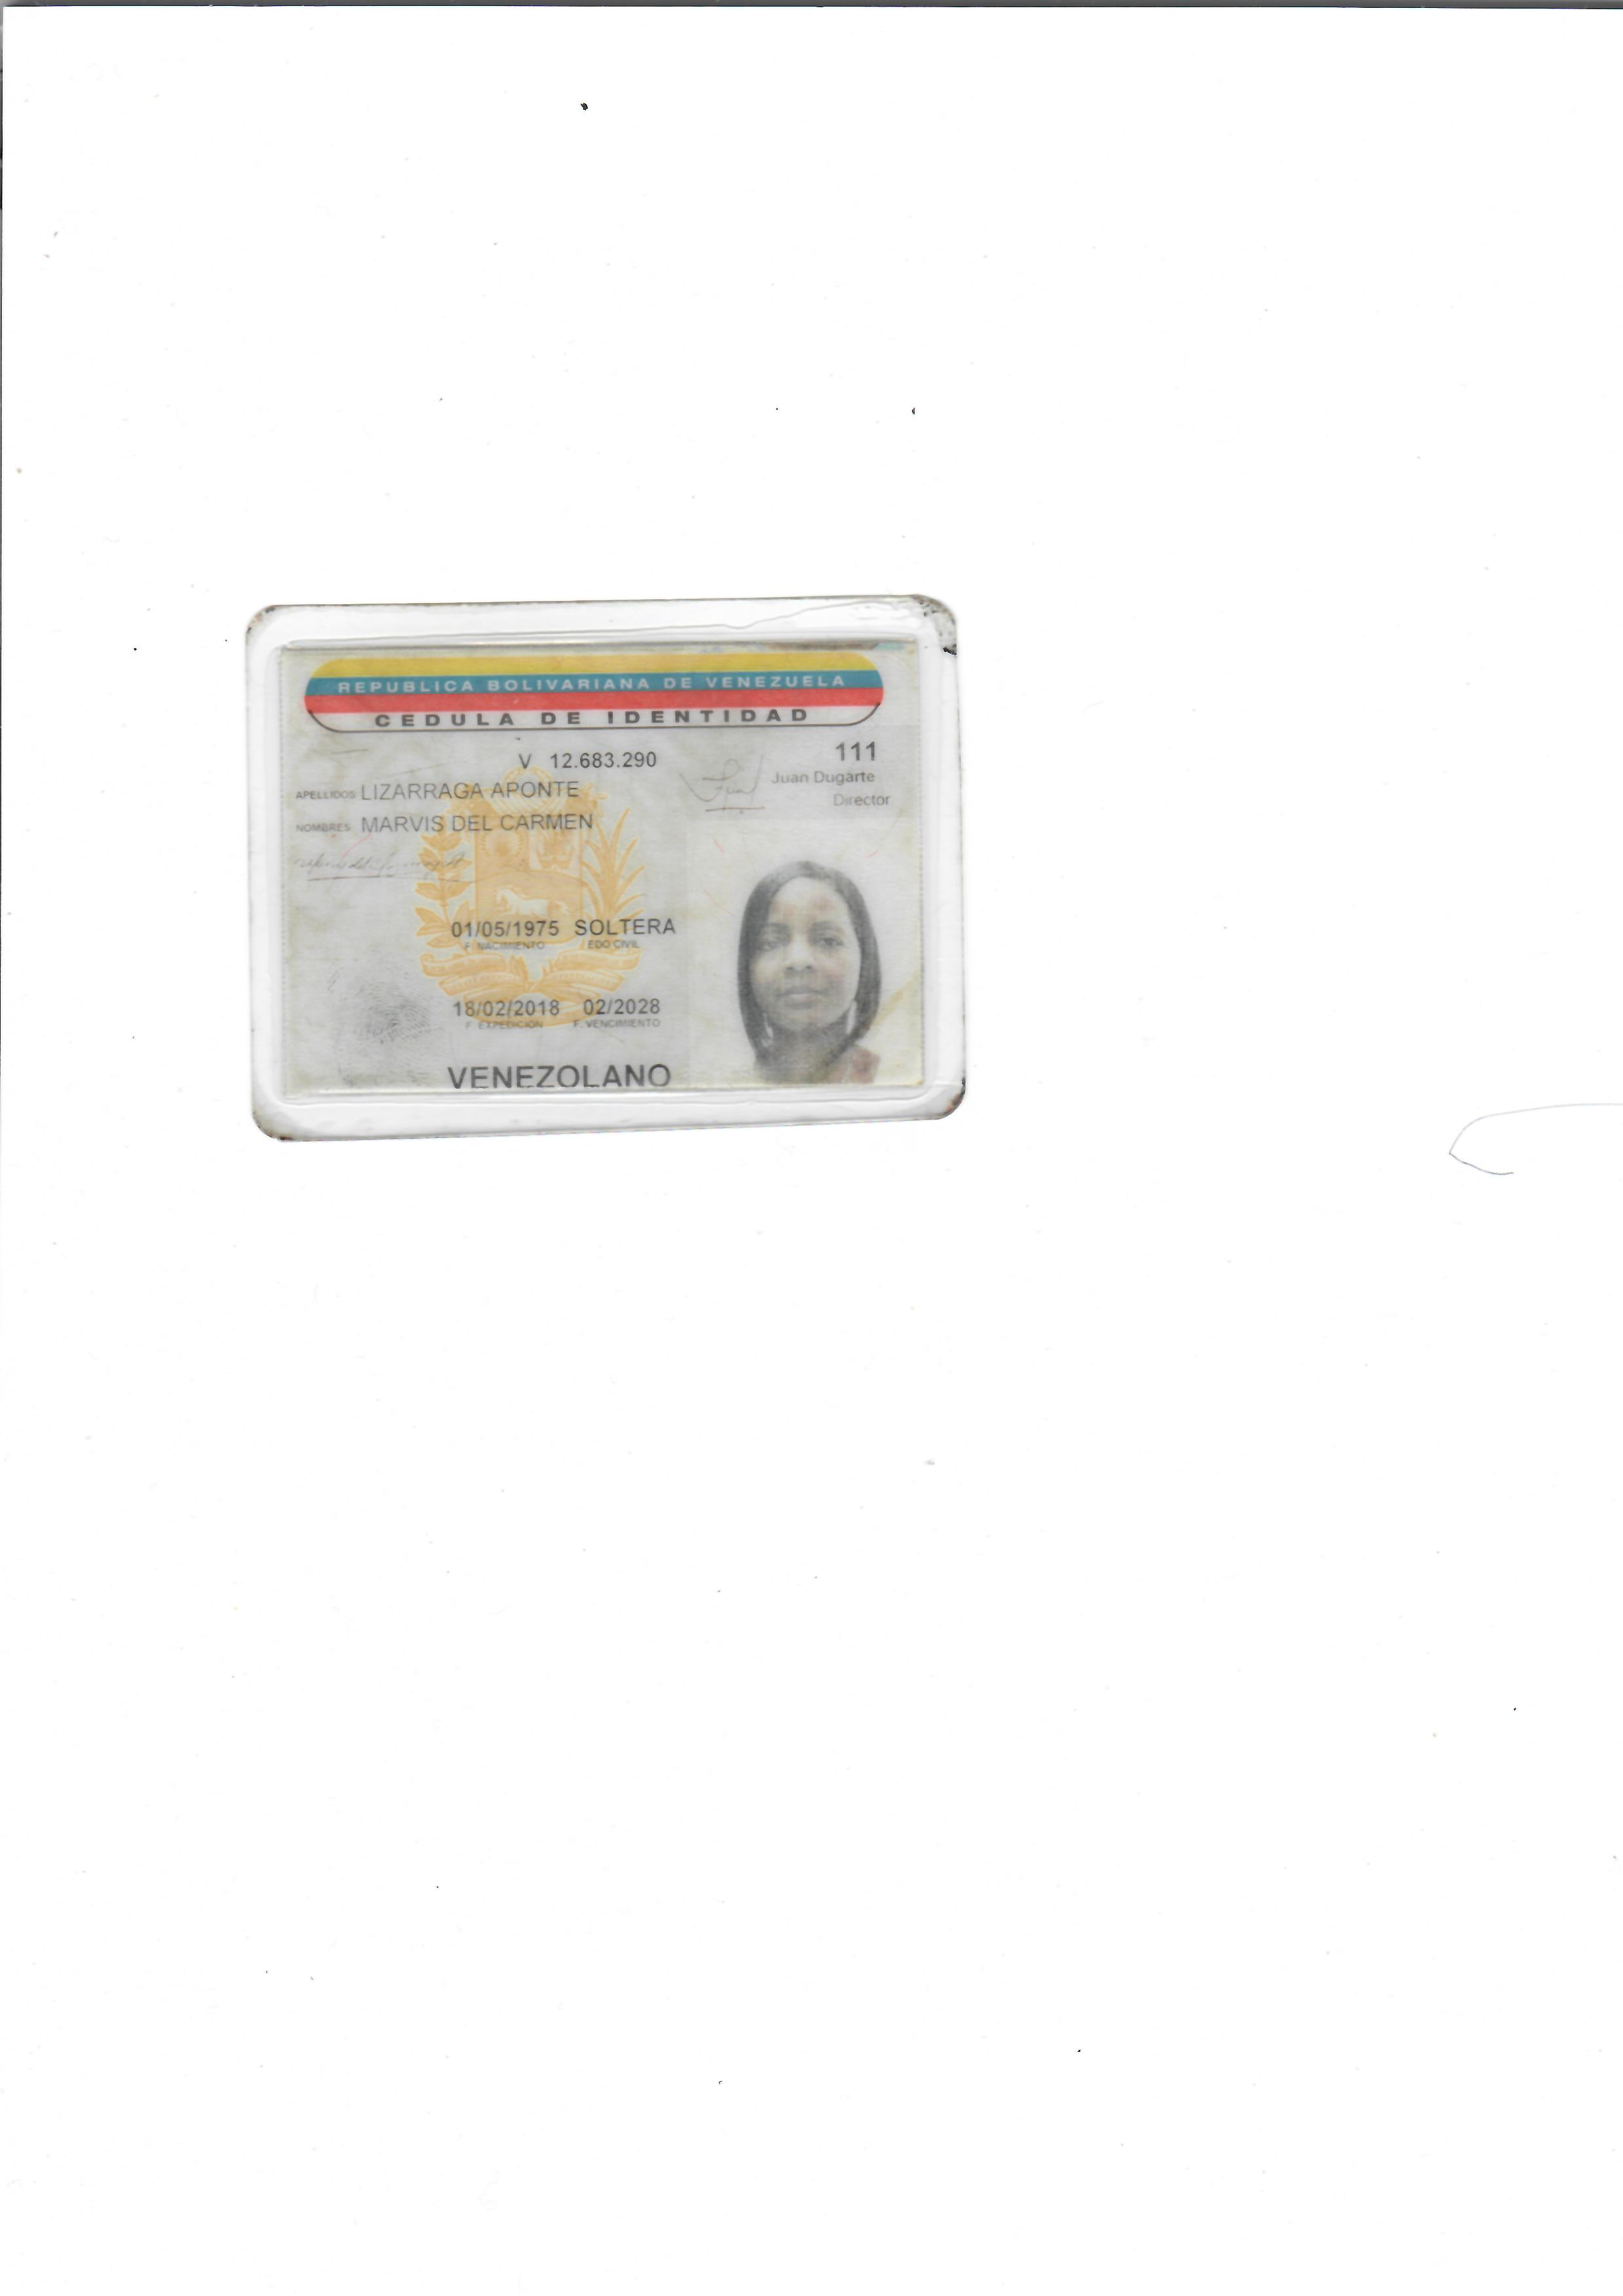 REPUBLICA BOLIVARIANA DE VENEZUELA
CEDULA DE IDENTIDAD
V 12.683.290
111
Juan Dugarte
Director
APELLIDOS LIZARRAGA APONTE
NOMBRES MARVIS DEL CARMEN
01/05/1975 SOLTERA
F. NACIMIENTO EDO CIVIL
18/02/2018 02/2028
F. EXPEDICION F. VENCIMIENTO
VENEZOLANO